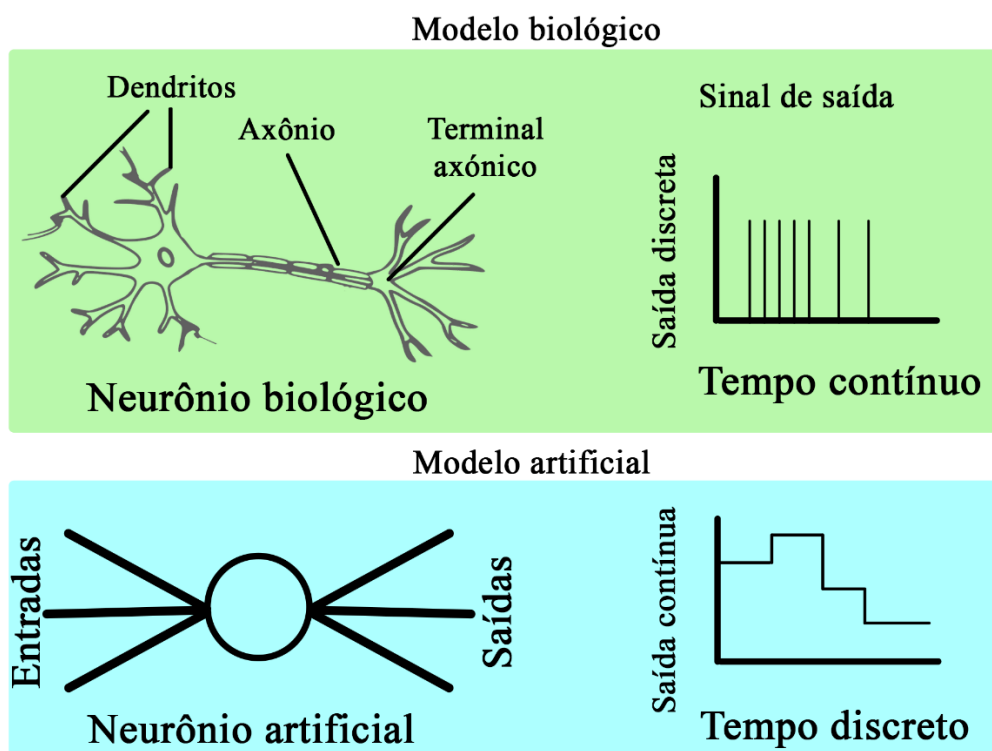 Modelo biológico
Dendritos
Axônio
Terminal
axónico
Sinal de saída
Saída discreta
Neurônio biológico
Tempo contínuo
Modelo artificial
Entradas
Saídas
Saída contínua
Neurônio artificial
Tempo discreto